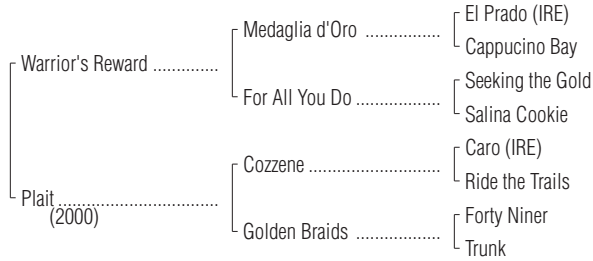 El Prado (IRE)
Medaglia d'Oro ..................
Cappucino Bay
Warrior's Reward ..............
Seeking the Gold
For All You Do ....................
Salina Cookie
Caro (IRE)
Cozzene ...............................
Ride the Trails
Plait ......................................
(2000)
Forty Niner
Golden Braids ....................
Trunk